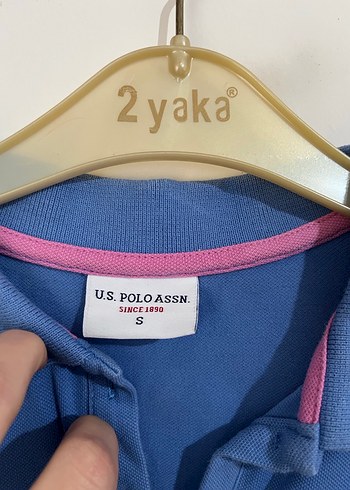 2 yaka®
U.S. POLO ASSN.
SINCE 1890
S